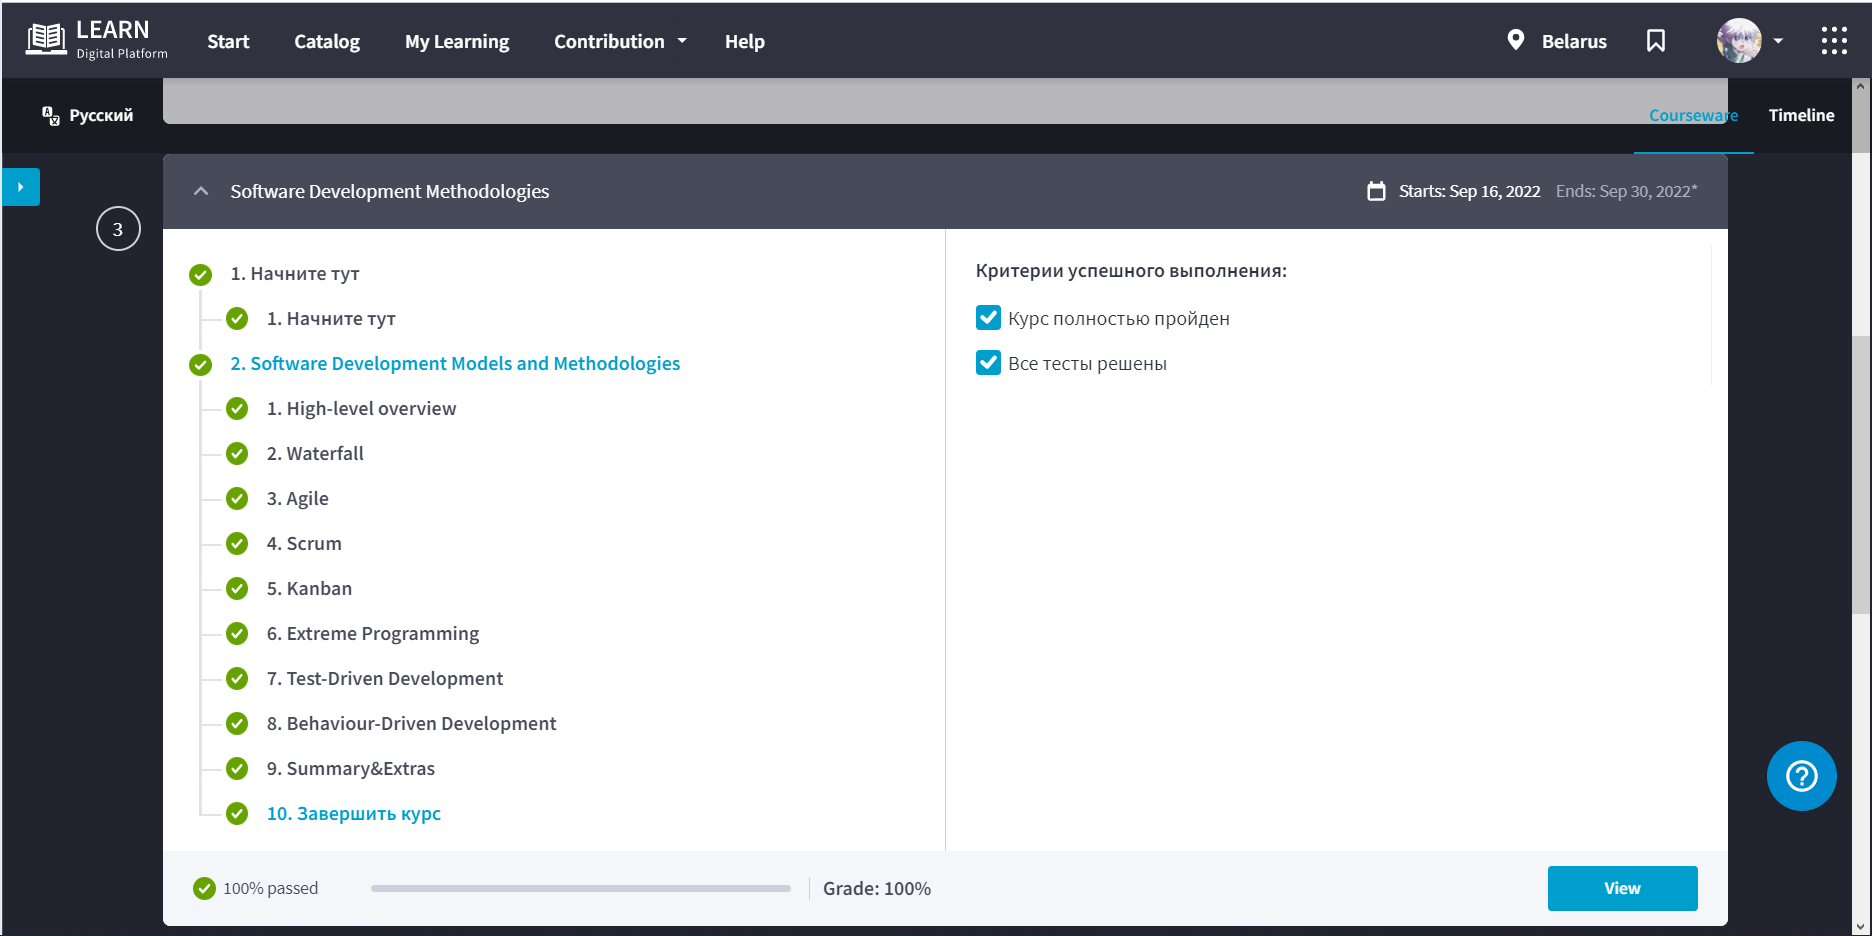 LEARN
Digital Platform
Start
Catalog
My Learning
Contribution
Help
Belarus
Русский
Courseware
Timeline
3
Software Development Methodologies
Starts: Sep 16, 2022
Ends: Sep 30, 2022*
1. Начните тут
1. Начните тут
2. Software Development Models and Methodologies
1. High-level overview
2. Waterfall
3. Agile
4. Scrum
5. Kanban
6. Extreme Programming
7. Test-Driven Development
8. Behaviour-Driven Development
9. Summary&Extras
10. Завершить курс
Критерии успешного выполнения:
Курс полностью пройден
Все тесты решены
100% passed
Grade: 100%
View